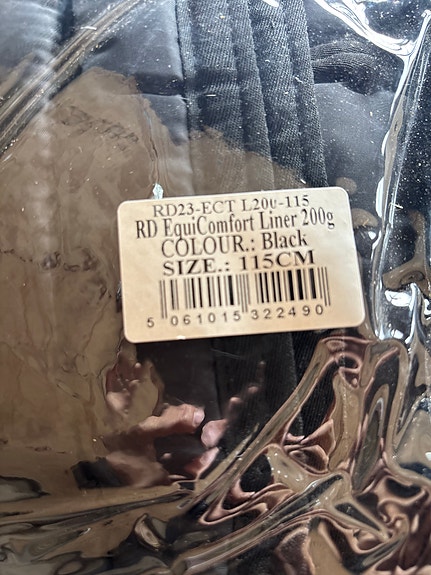 RD23-ECT L200-115
RD EquiComfort Liner 200g
COLOUR.: Black
SIZE.: 115CM
5 061015 322490